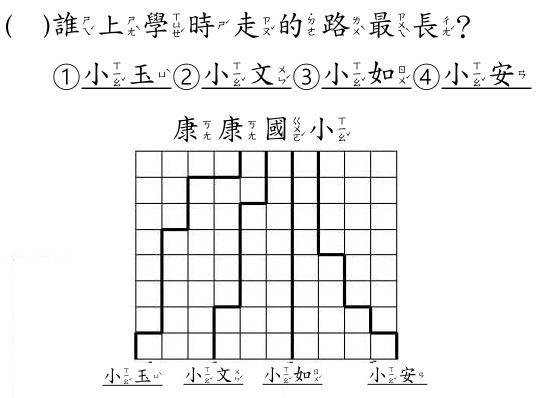 (　)誰上學時走的路最長?
①小玉②小文③小如④小安
康康國小
小玉 小文 小如 小安